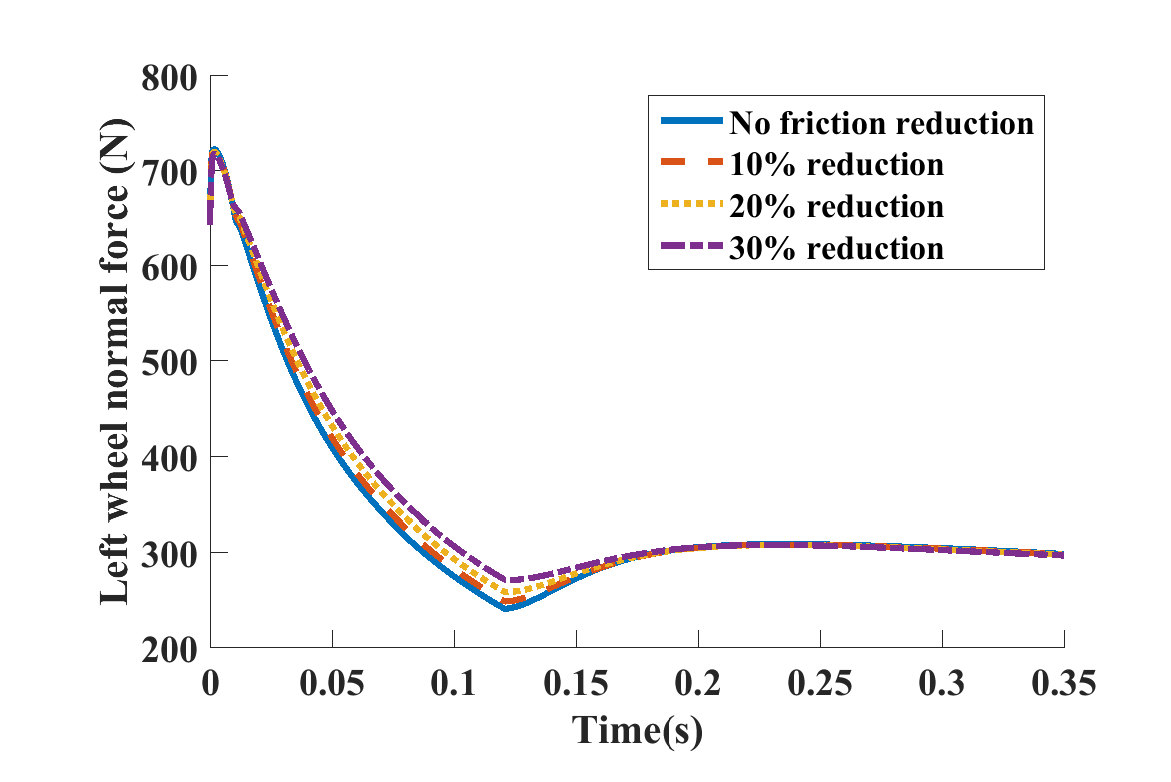 800
700
600
500
400
300
200
Left wheel normal force (N)
No friction reduction
10% reduction
20% reduction
30% reduction
0 0.05 0.1 0.15 0.2 0.25 0.3 0.35
Time(s)